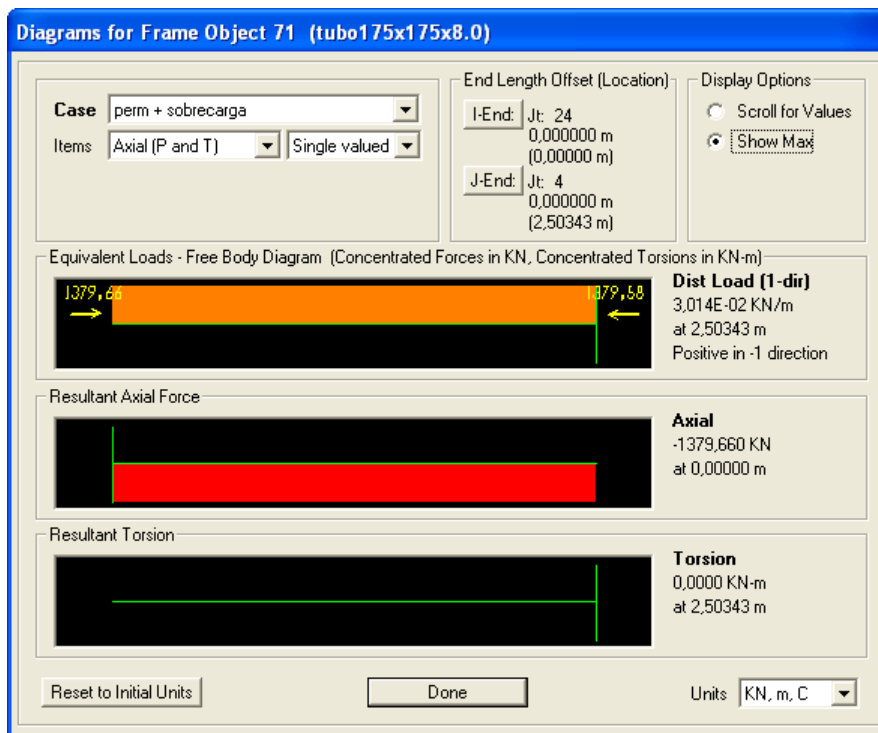 Diagrams for Frame Object 71 (tubo175x175x8.0)
Case perm + sobrecarga
Items Axial (P and T) Single valued
End Length Offset (Location)
I-End: Jt: 24
0,000000 m
(0,00000 m)
J-End: Jt: 4
0,000000 m
(2,50343 m)
Display Options
Scroll for Values
Show Max
Equivalent Loads - Free Body Diagram (Concentrated Forces in KN, Concentrated Torsions in KN-m)
1379,66 1379,58
Dist Load (1-dir)
3,014E-02 KN/m
at 2,50343 m
Positive in -1 direction
Resultant Axial Force
Axial
-1379,660 KN
at 0,00000 m
Resultant Torsion
Torsion
0,0000 KN-m
at 2,50343 m
Reset to Initial Units Done Units KN, m, C